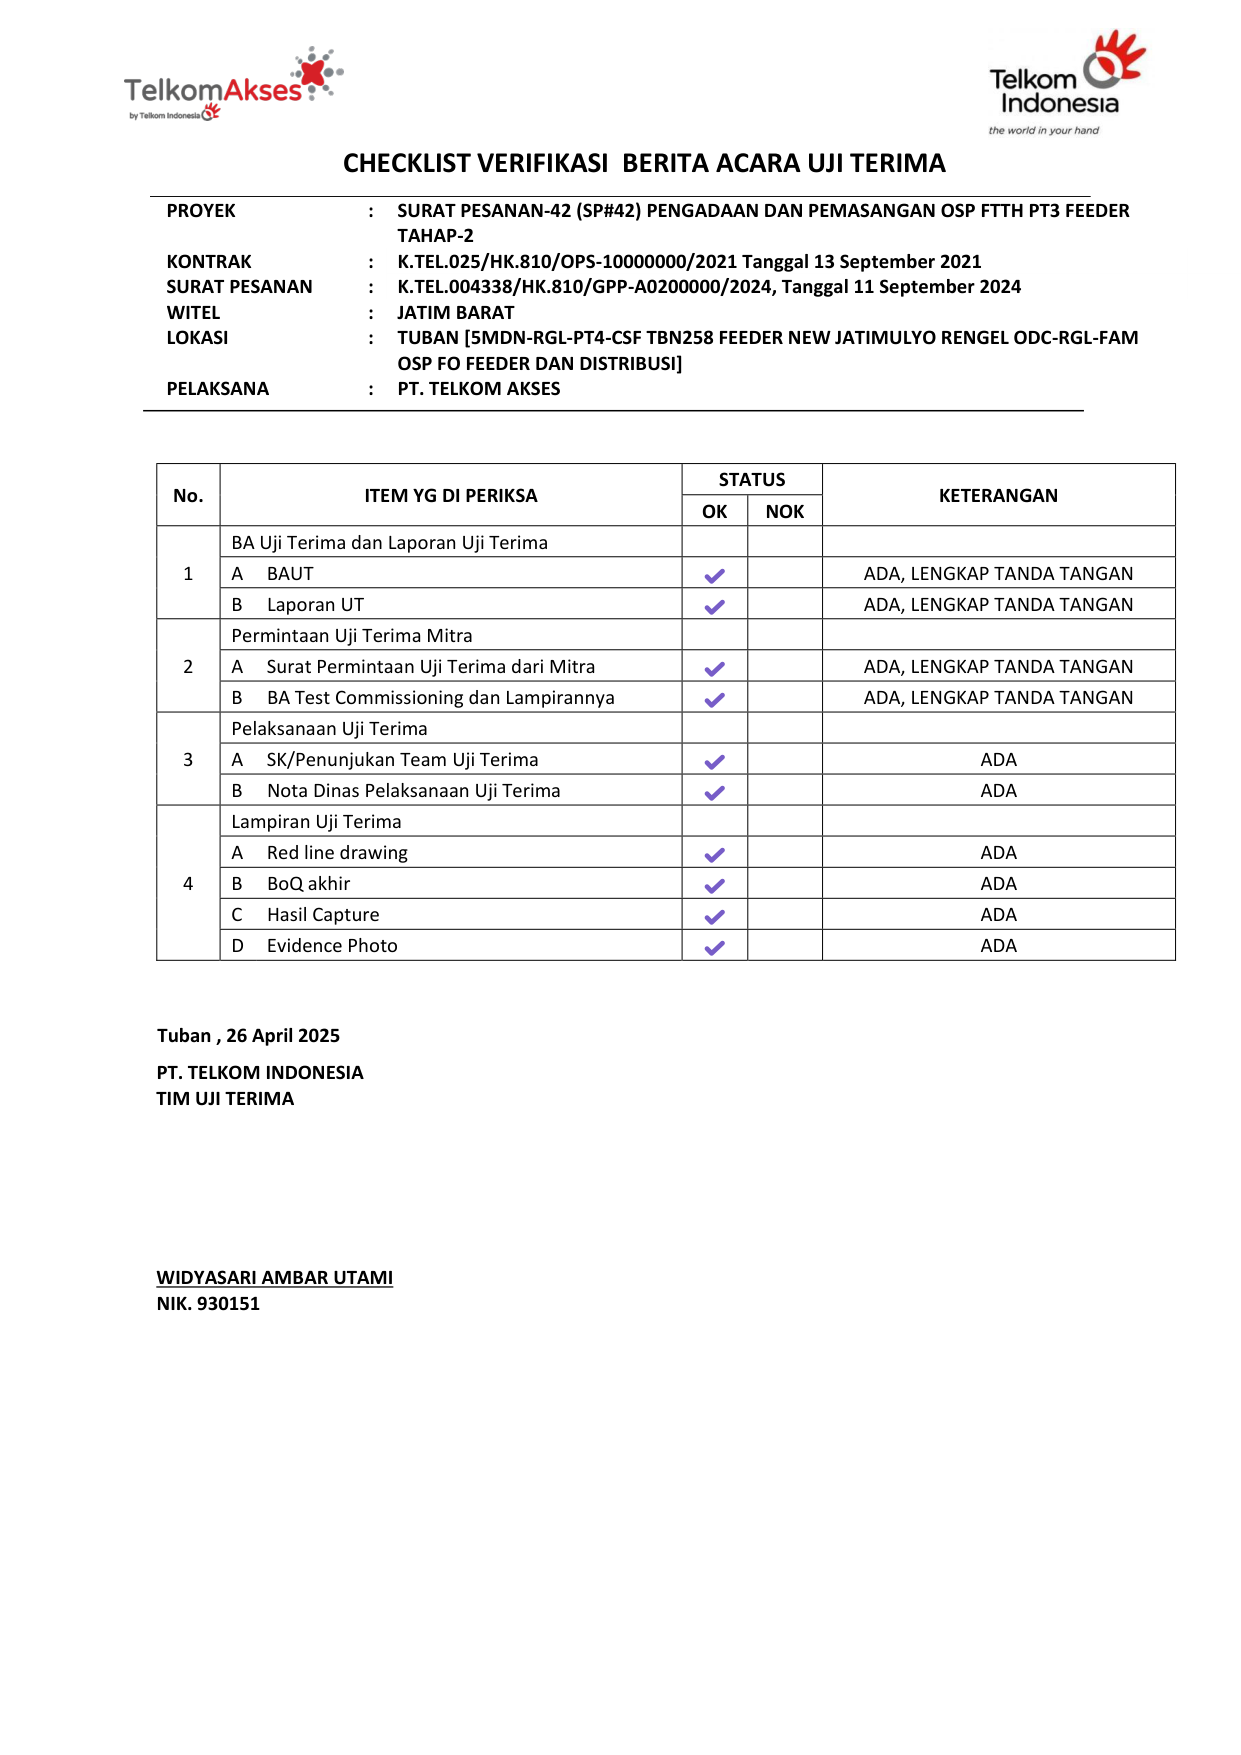 TelkomAkses
by Telkom Indonesia
Telkom
Indonesia
the world in your hand
CHECKLIST VERIFIKASI BERITA ACARA UJI TERIMA
PROYEK : SURAT PESANAN-42 (SP#42) PENGADAAN DAN PEMASANGAN OSP FTTH PT3 FEEDER
TAHAP-2
KONTRAK : K.TEL.025/HK.810/OPS-10000000/2021 Tanggal 13 September 2021
SURAT PESANAN : K.TEL.004338/HK.810/GPP-A0200000/2024, Tanggal 11 September 2024
WITEL : JATIM BARAT
LOKASI : TUBAN [5MDN-RGL-PT4-CSF TBN258 FEEDER NEW JATIMULYO RENGEL ODC-RGL-FAM
OSP FO FEEDER DAN DISTRIBUSI]
PELAKSANA : PT. TELKOM AKSES
No. ITEM YG DI PERIKSA STATUS KETERANGAN
OK NOK
BA Uji Terima dan Laporan Uji Terima
1 A BAUT ✔ ADA, LENGKAP TANDA TANGAN
B Laporan UT ✔ ADA, LENGKAP TANDA TANGAN
Permintaan Uji Terima Mitra
2 A Surat Permintaan Uji Terima dari Mitra ✔ ADA, LENGKAP TANDA TANGAN
B BA Test Commissioning dan Lampirannya ✔ ADA, LENGKAP TANDA TANGAN
Pelaksanaan Uji Terima
3 A SK/Penunjukan Team Uji Terima ✔ ADA
B Nota Dinas Pelaksanaan Uji Terima ✔ ADA
Lampiran Uji Terima
A Red line drawing ✔ ADA
4 B BoQ akhir ✔ ADA
C Hasil Capture ✔ ADA
D Evidence Photo ✔ ADA
Tuban , 26 April 2025
PT. TELKOM INDONESIA
TIM UJI TERIMA
WIDYASARI AMBAR UTAMI
NIK. 930151